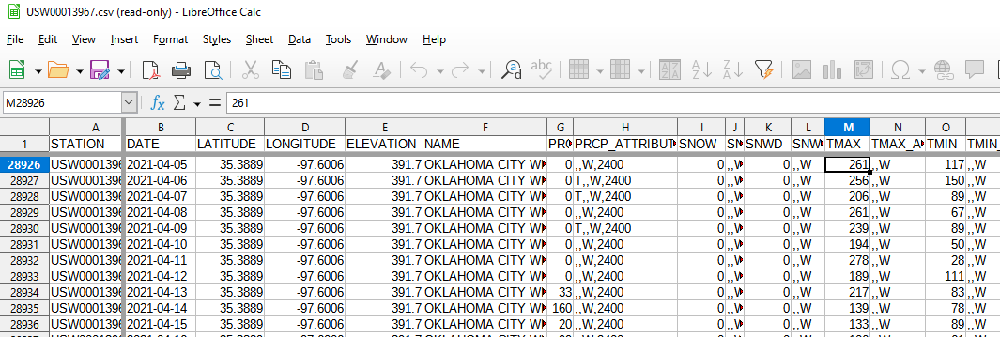 USW00013967.csv (read-only) - LibreOffice Calc
File Edit View Insert Format Styles Sheet Data Tools Window Help
M28926 fx Σ = 261
A B C D E F G H I J K L M N O
1 STATION DATE LATITUDE LONGITUDE ELEVATION NAME PRC PRCP_ATTRIBUT SNOW SN SNWD SNW TMAX TMAX_A TMIN TMIN_
28926 USW0001396 2021-04-05 35.3889 -97.6006 391.7 OKLAHOMA CITY W 0 ,,W,2400 0 ,,W 0 ,,W 261 ,,W 117 ,,W
28927 USW0001396 2021-04-06 35.3889 -97.6006 391.7 OKLAHOMA CITY W 0 T,,W,2400 0 ,,W 0 ,,W 256 ,,W 150 ,,W
28928 USW0001396 2021-04-07 35.3889 -97.6006 391.7 OKLAHOMA CITY W 0 T,,W,2400 0 ,,W 0 ,,W 206 ,,W 89 ,,W
28929 USW0001396 2021-04-08 35.3889 -97.6006 391.7 OKLAHOMA CITY W 0 ,,W,2400 0 ,,W 0 ,,W 261 ,,W 67 ,,W
28930 USW0001396 2021-04-09 35.3889 -97.6006 391.7 OKLAHOMA CITY W 0 T,,W,2400 0 ,,W 0 ,,W 239 ,,W 89 ,,W
28931 USW0001396 2021-04-10 35.3889 -97.6006 391.7 OKLAHOMA CITY W 0 ,,W,2400 0 ,,W 0 ,,W 194 ,,W 50 ,,W
28932 USW0001396 2021-04-11 35.3889 -97.6006 391.7 OKLAHOMA CITY W 0 ,,W,2400 0 ,,W 0 ,,W 278 ,,W 28 ,,W
28933 USW0001396 2021-04-12 35.3889 -97.6006 391.7 OKLAHOMA CITY W 0 ,,W,2400 0 ,,W 0 ,,W 189 ,,W 111 ,,W
28934 USW0001396 2021-04-13 35.3889 -97.6006 391.7 OKLAHOMA CITY W 33 ,,W,2400 0 ,,W 0 ,,W 217 ,,W 83 ,,W
28935 USW0001396 2021-04-14 35.3889 -97.6006 391.7 OKLAHOMA CITY W 160 ,,W,2400 0 ,,W 0 ,,W 139 ,,W 78 ,,W
28936 USW0001396 2021-04-15 35.3889 -97.6006 391.7 OKLAHOMA CITY W 20 ,,W,2400 0 ,,W 0 ,,W 133 ,,W 89 ,,W